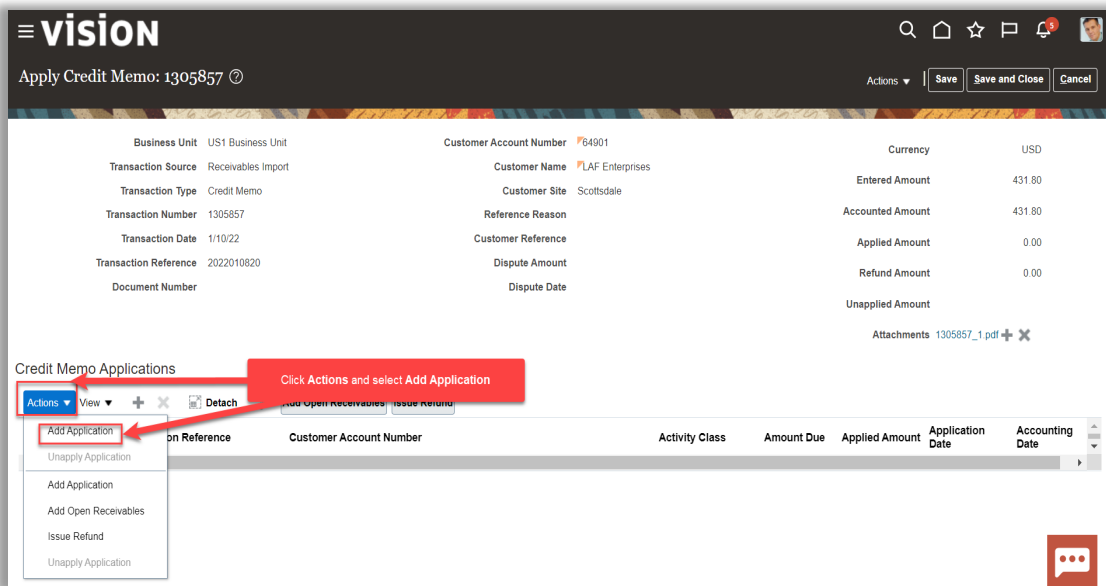 vision
5
Apply Credit Memo: 1305857
Actions
Save
Save and Close
Cancel
Business Unit US1 Business Unit
Transaction Source Receivables Import
Transaction Type Credit Memo
Transaction Number 1305857
Transaction Date 1/10/22
Transaction Reference 2022010820
Document Number
Customer Account Number 64901
Customer Name LAF Enterprises
Customer Site Scottsdale
Reference Reason
Customer Reference
Dispute Amount
Dispute Date
Currency USD
Entered Amount 431.80
Accounted Amount 431.80
Applied Amount 0.00
Refund Amount 0.00
Unapplied Amount
Attachments 1305857_1.pdf
Credit Memo Applications
Click Actions and select Add Application
Actions View Detach Add Open Receivables Issue Refund
on Reference Customer Account Number Activity Class Amount Due Applied Amount Application Date Accounting Date
Add Application
Unapply Application
Add Application
Add Open Receivables
Issue Refund
Unapply Application